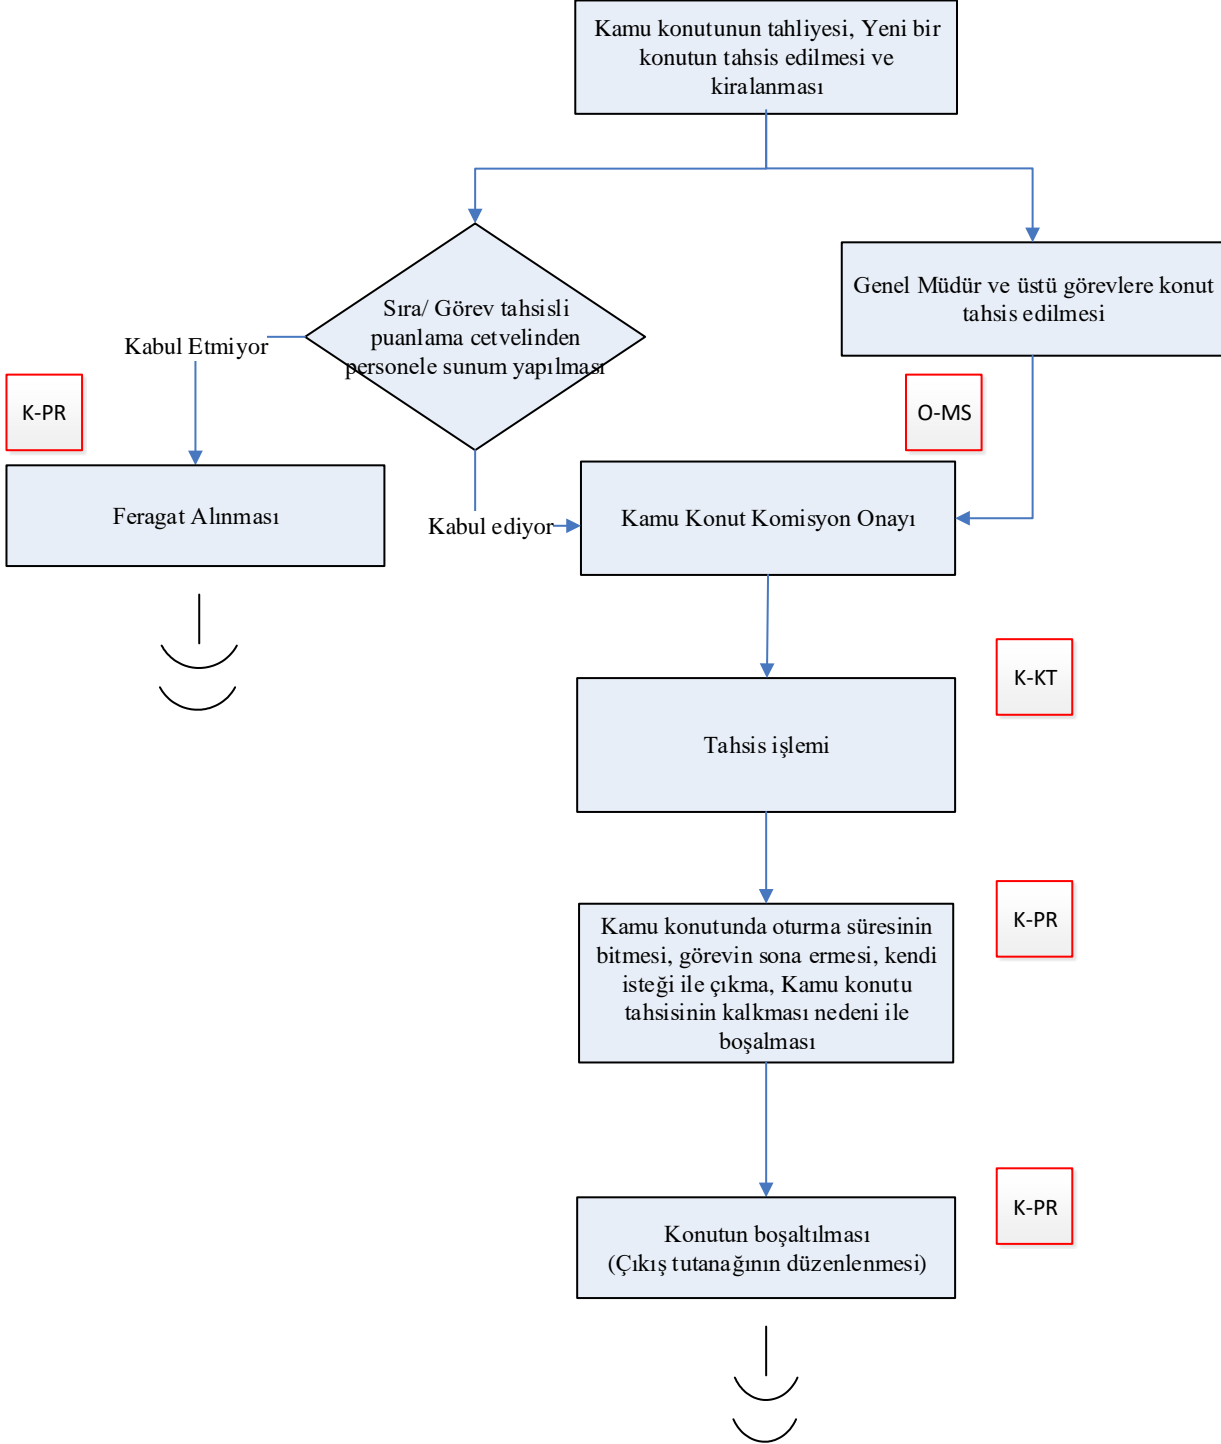 Kamu konutunun tahliyesi, Yeni bir
konutun tahsis edilmesi ve
kiralanması
Genel Müdür ve üstü görevlere konut
tahsis edilmesi
Sıra/ Görev tahsisli
puanlama cetvelinden
personele sunum yapılması
Kabul Etmiyor
K-PR
O-MS
Feragat Alınması
Kabul ediyor
Kamu Konut Komisyon Onayı
K-KT
Tahsis işlemi
K-PR
Kamu konutunda oturma süresinin
bitmesi, görevin sona ermesi, kendi
isteği ile çıkma, Kamu konutu
tahsisinin kalkması nedeni ile
boşalması
K-PR
Konutun boşaltılması
(Çıkış tutanağının düzenlenmesi)